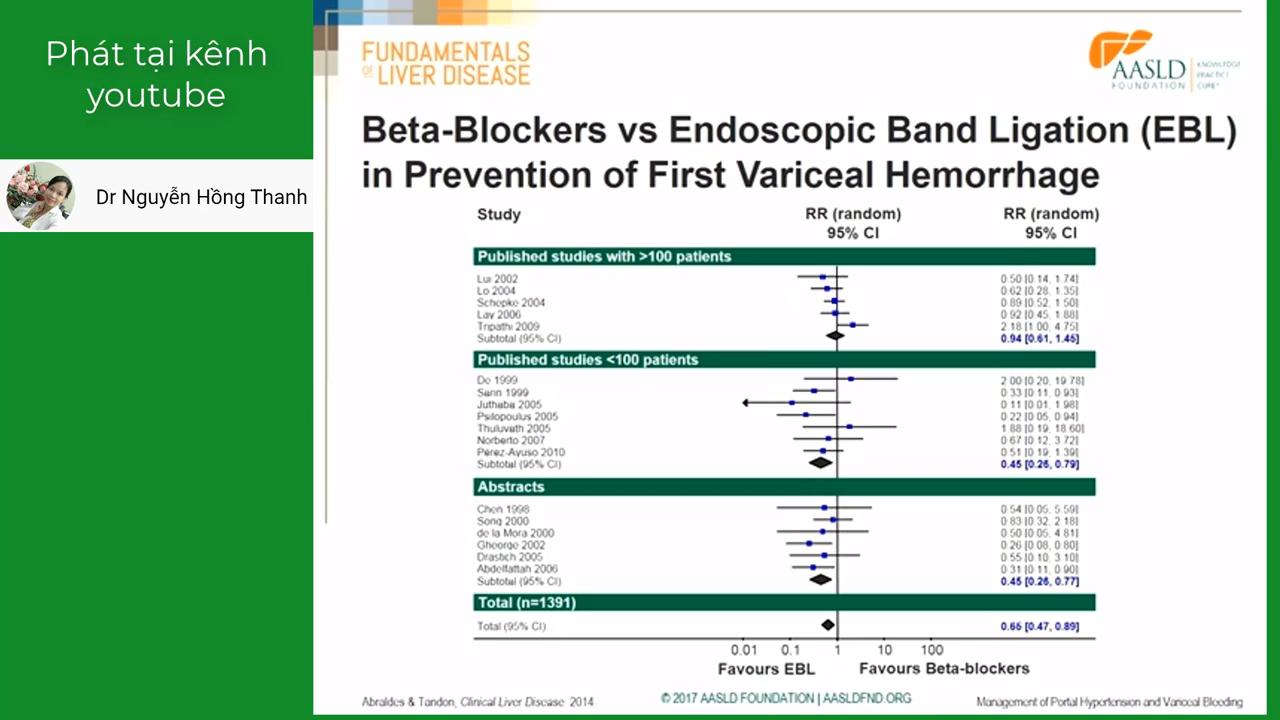 Phát tại kênh
youtube
Dr Nguyễn Hồng Thanh
FUNDAMENTALS
OF LIVER DISEASE
AASLD
FOUNDATION
KNOWLEDGE
PRACTICE
CURE
Beta-Blockers vs Endoscopic Band Ligation (EBL)
in Prevention of First Variceal Hemorrhage
Study RR (random) RR (random)
95% CI 95% CI
Published studies with >100 patients
Lui 2002 0.50 [0.14, 1.74]
Lo 2004 0.62 [0.28, 1.35]
Schepke 2004 0.89 [0.52, 1.50]
Lay 2006 0.92 [0.45, 1.88]
Tripathi 2009 2.18 [1.00, 4.75]
Subtotal (95% CI) 0.94 [0.61, 1.45]
Published studies <100 patients
De 1999 2.00 [0.20, 19.78]
Sarin 1999 0.33 [0.11, 0.93]
Juthaba 2005 0.11 [0.01, 1.98]
Psilopoulus 2005 0.22 [0.05, 0.94]
Thuluvath 2005 1.88 [0.19, 18.60]
Norberto 2007 0.67 [0.12, 3.72]
Perez-Ayuso 2010 0.51 [0.19, 1.39]
Subtotal (95% CI) 0.45 [0.26, 0.79]
Abstracts
Chen 1998 0.54 [0.05, 5.59]
Song 2000 0.83 [0.32, 2.18]
de la Mora 2000 0.50 [0.05, 4.81]
Gheorge 2002 0.26 [0.08, 0.80]
Drastich 2005 0.55 [0.10, 3.10]
Abdelfattah 2006 0.31 [0.11, 0.90]
Subtotal (95% CI) 0.45 [0.26, 0.77]
Total (n=1391)
Total (95% CI) 0.65 [0.47, 0.89]
0.01 0.1 1 10 100
Favours EBL Favours Beta-blockers
Abraldes & Tandon, Clinical Liver Disease 2014
© 2017 AASLD FOUNDATION | AASLDFND.ORG
Management of Portal Hypertension and Variceal Bleeding